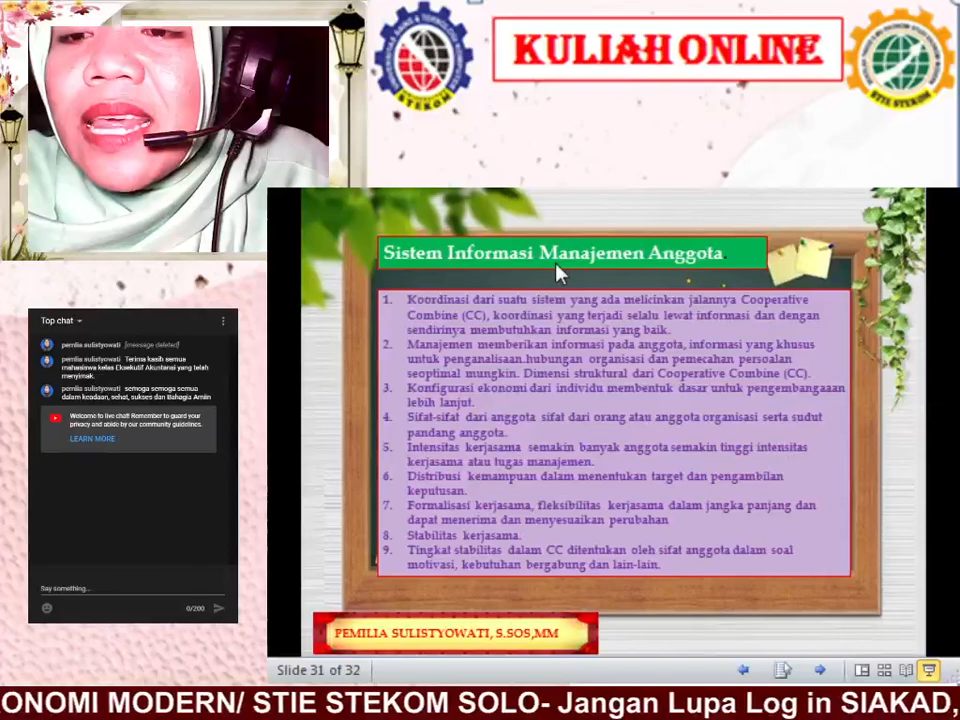 KULIAH ONLINE
STEKOM
STIE STEKOM
Sistem Informasi Manajemen Anggota.
1. Koordinasi dari suatu sistem yang ada melicinkan jalannya Cooperative
Combine (CC), koordinasi yang terjadi selalu lewat informasi dan dengan
sendirinya membutuhkan informasi yang baik.
2. Manajemen memberikan informasi pada anggota, informasi yang khusus
untuk penganalisaan.hubungan organisasi dan pemecahan persoalan
seoptimal mungkin. Dimensi struktural dari Cooperative Combine (CC).
3. Konfigurasi ekonomi dari individu membentuk dasar untuk pengembangaaan
lebih lanjut.
4. Sifat-sifat dari anggota sifat dari orang atau anggota organisasi serta sudut
pandang anggota.
5. Intensitas kerjasama semakin banyak anggota semakin tinggi intensitas
kerjasama atau tugas manajemen.
6. Distribusi kemampuan dalam menentukan target dan pengambilan
keputusan.
7. Formalisasi kerjasama, fleksibilitas kerjasama dalam jangka panjang dan
dapat menerima dan menyesuaikan perubahan
8. Stabilitas kerjasama.
9. Tingkat stabilitas dalam CC ditentukan oleh sifat anggota dalam soal
motivasi, kebutuhan bergabung dan lain-lain.
PEMILIA SULISTYOWATI, S.SOS,MM
Slide 31 of 32
Top chat
pemlia sulistyowati [message deleted]
pemlia sulistyowati Terima kasih semua
mahasiswa kelas Eksekutif Akuntansi yang telah
menyimak.
pemlia sulistyowati semoga semoga semua
dalam keadaan, sehat, sukses dan Bahagia Amiin
Welcome to live chat! Remember to guard your
privacy and abide by our community guidelines.
LEARN MORE
Say something...
0/200
ONOMI MODERN/ STIE STEKOM SOLO- Jangan Lupa Log in SIAKAD,